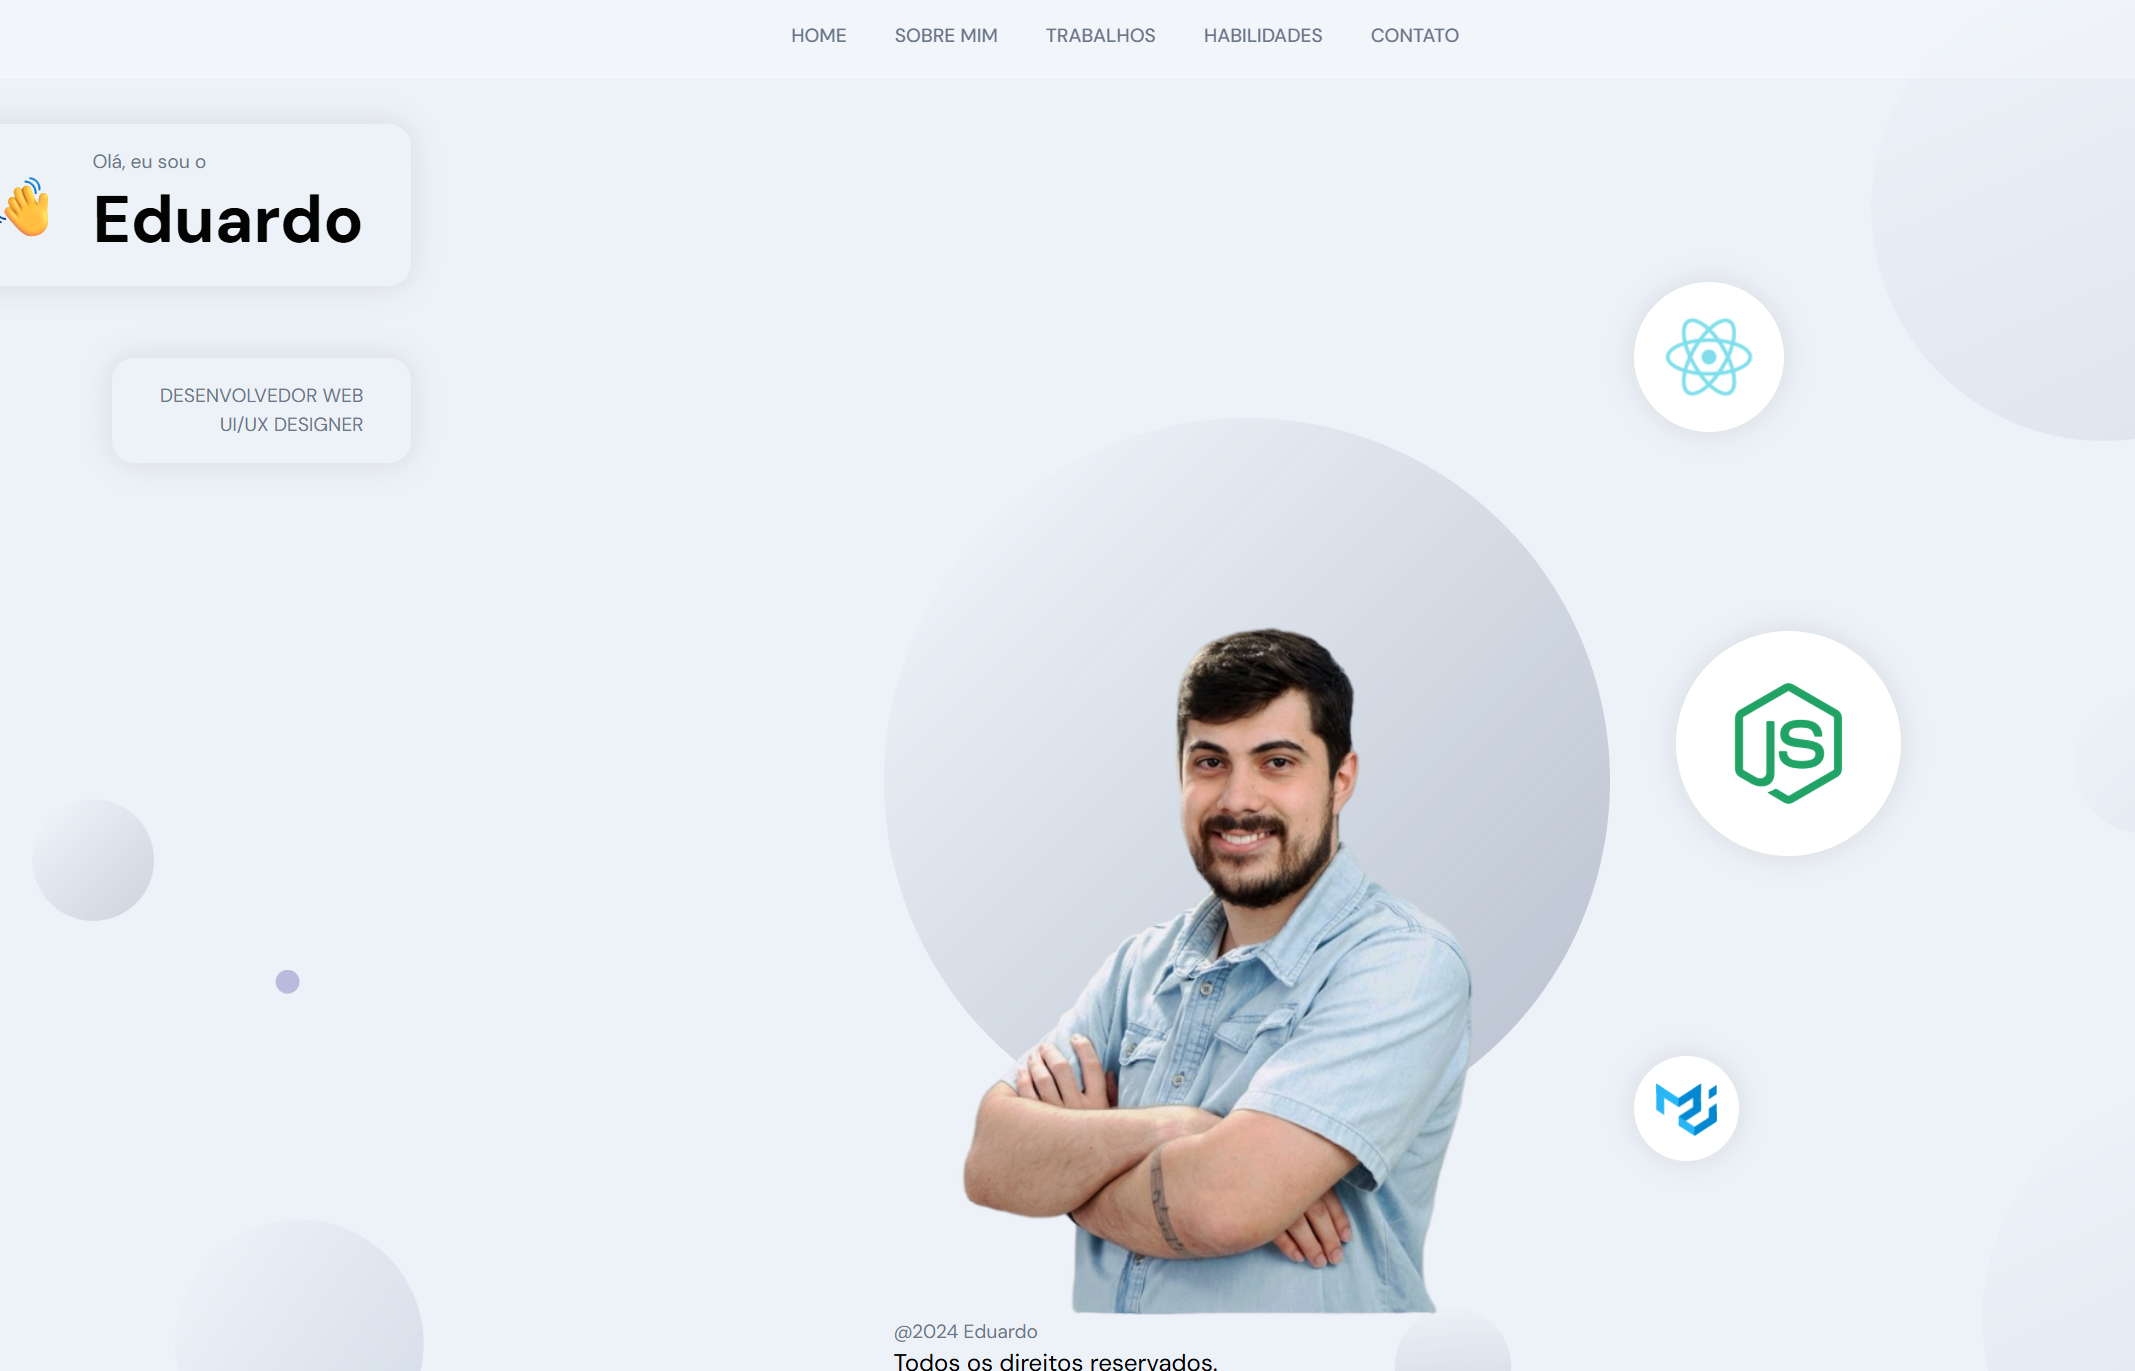 HOME SOBRE MIM TRABALHOS HABILIDADES CONTATO
Olá, eu sou o
Eduardo
DESENVOLVEDOR WEB
UI/UX DESIGNER
JS
@2024 Eduardo
Todos os direitos reservados.